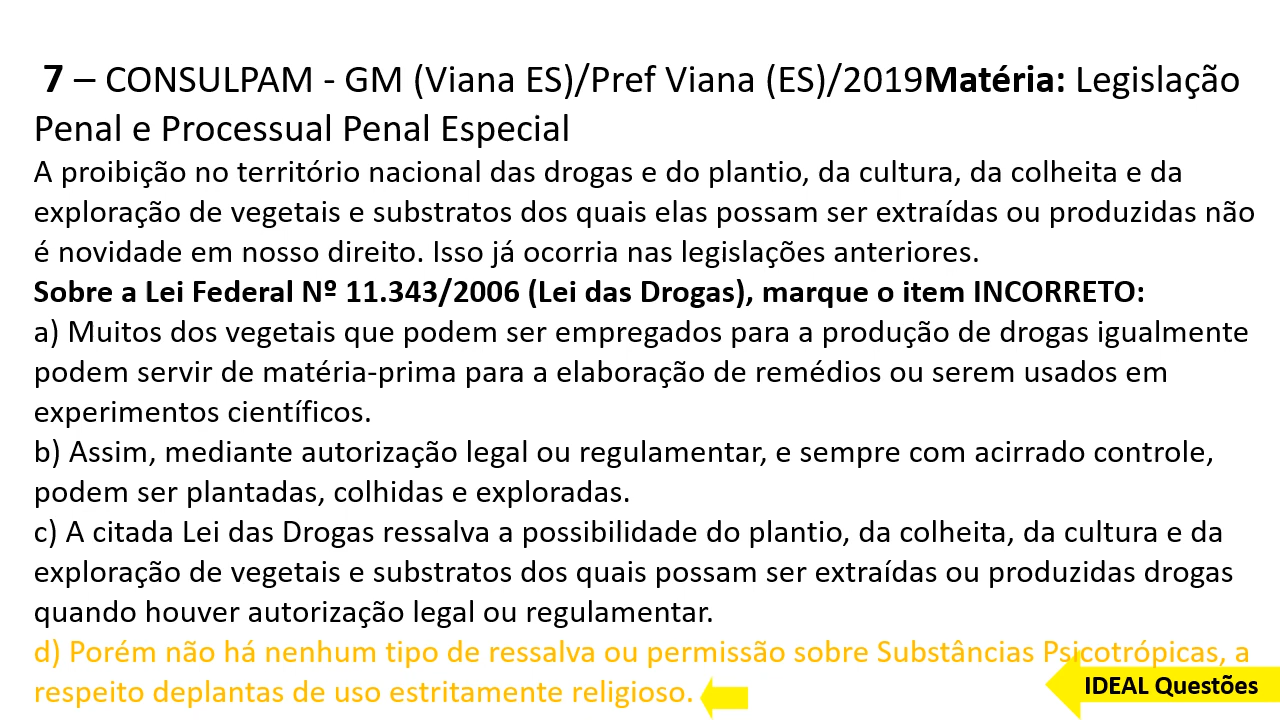 7 – CONSULPAM - GM (Viana ES)/Pref Viana (ES)/2019Matéria: Legislação
Penal e Processual Penal Especial
A proibição no território nacional das drogas e do plantio, da cultura, da colheita e da
exploração de vegetais e substratos dos quais elas possam ser extraídas ou produzidas não
é novidade em nosso direito. Isso já ocorria nas legislações anteriores.
Sobre a Lei Federal Nº 11.343/2006 (Lei das Drogas), marque o item INCORRETO:
a) Muitos dos vegetais que podem ser empregados para a produção de drogas igualmente
podem servir de matéria-prima para a elaboração de remédios ou serem usados em
experimentos científicos.
b) Assim, mediante autorização legal ou regulamentar, e sempre com acirrado controle,
podem ser plantadas, colhidas e exploradas.
c) A citada Lei das Drogas ressalva a possibilidade do plantio, da colheita, da cultura e da
exploração de vegetais e substratos dos quais possam ser extraídas ou produzidas drogas
quando houver autorização legal ou regulamentar.
d) Porém não há nenhum tipo de ressalva ou permissão sobre Substâncias Psicotrópicas, a
respeito deplantas de uso estritamente religioso.
IDEAL Questões